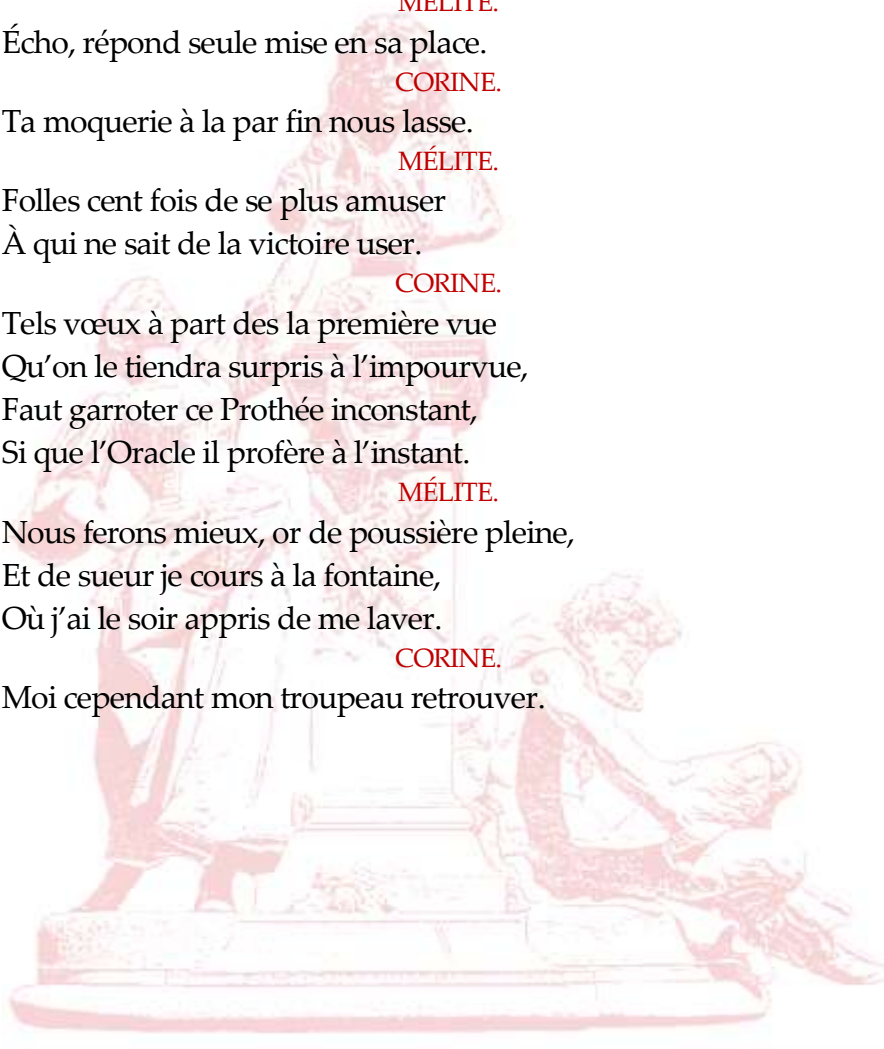 MÉLITE.
Écho, répond seule mise en sa place.
CORINE.
Ta moquerie à la par fin nous lasse.
MÉLITE.
Folles cent fois de se plus amuser
À qui ne sait de la victoire user.
CORINE.
Tels vœux à part des la première vue
Qu’on le tiendra surpris à l’impourvue,
Faut garroter ce Prothée inconstant,
Si que l’Oracle il profère à l’instant.
MÉLITE.
Nous ferons mieux, or de poussière pleine,
Et de sueur je cours à la fontaine,
Où j’ai le soir appris de me laver.
CORINE.
Moi cependant mon troupeau retrouver.